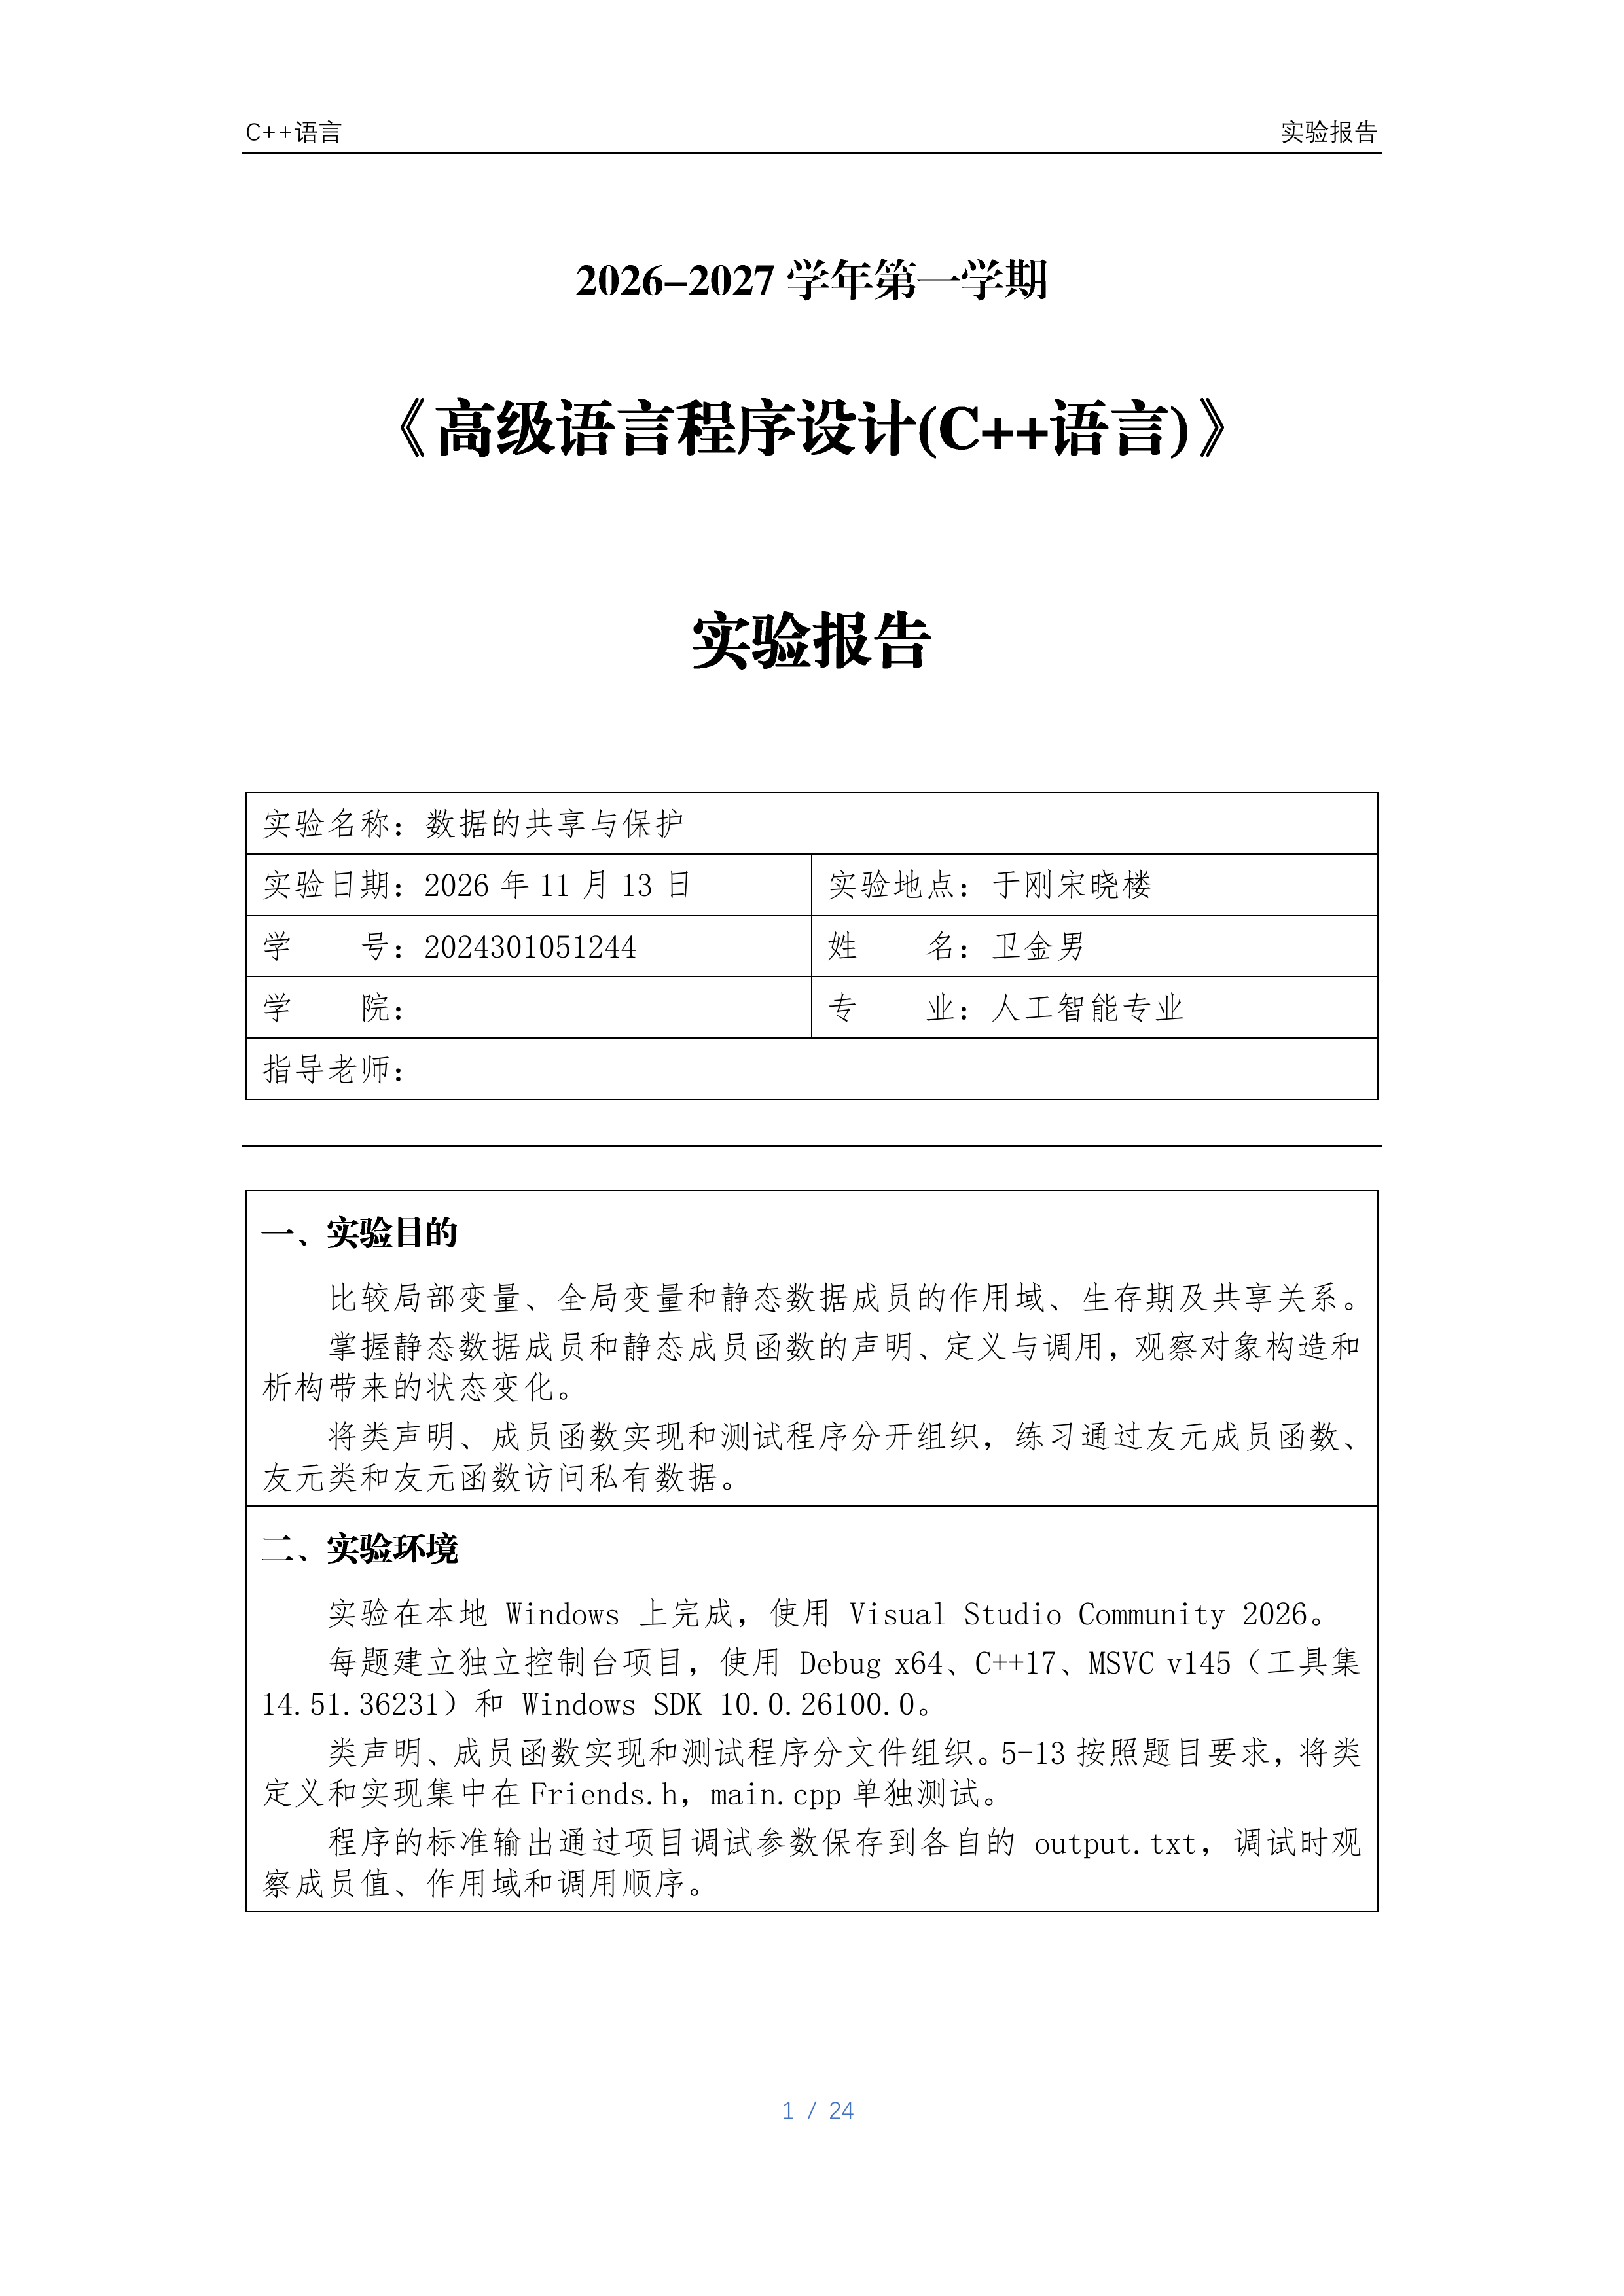 C++语言 实验报告
2026-2027 学年第一学期
《高级语言程序设计(C++语言)》
实验报告
实验名称：数据的共享与保护
实验日期：2026 年 11 月 13 日 实验地点：于刚宋晓楼
学 号：2024301051244 姓 名：卫金男
学 院： 专 业：人工智能专业
指导老师：
一、实验目的
比较局部变量、全局变量和静态数据成员的作用域、生存期及共享关系。
掌握静态数据成员和静态成员函数的声明、定义与调用，观察对象构造和
析构带来的状态变化。
将类声明、成员函数实现和测试程序分开组织，练习通过友元成员函数、
友元类和友元函数访问私有数据。
二、实验环境
实验在本地 Windows 上完成，使用 Visual Studio Community 2026。
每题建立独立控制台项目，使用 Debug x64、C++17、MSVC v145（工具集
14.51.36231）和 Windows SDK 10.0.26100.0。
类声明、成员函数实现和测试程序分文件组织。5-13 按照题目要求，将类
定义和实现集中在 Friends.h，main.cpp 单独测试。
程序的标准输出通过项目调试参数保存到各自的 output.txt，调试时观
察成员值、作用域和调用顺序。
1 / 24